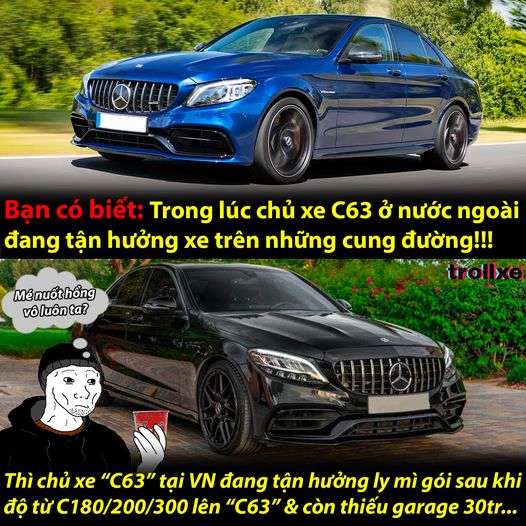 Bạn có biết: Trong lúc chủ xe C63 ở nước ngoài
đang tận hưởng xe trên những cung đường!!!
trollxe
Mé nuốt hổng
vô luôn ta?
Thì chủ xe “C63” tại VN đang tận hưởng ly mì gói sau khi
độ từ C180/200/300 lên “C63” & còn thiếu garage 30tr...